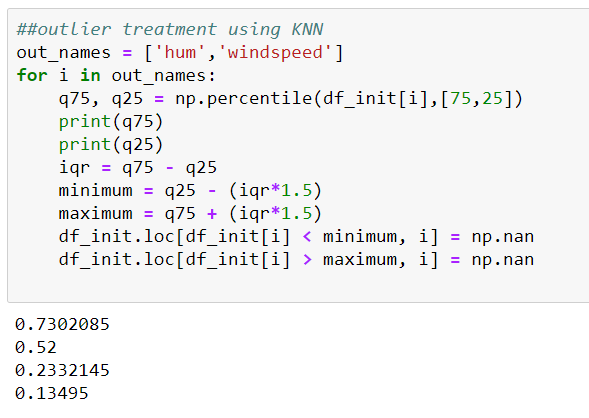 ##outlier treatment using KNN
out_names = ['hum','windspeed']
for i in out_names:
    q75, q25 = np.percentile(df_init[i],[75,25])
    print(q75)
    print(q25)
    iqr = q75 - q25
    minimum = q25 - (iqr*1.5)
    maximum = q75 + (iqr*1.5)
    df_init.loc[df_init[i] < minimum, i] = np.nan
    df_init.loc[df_init[i] > maximum, i] = np.nan
0.7302085
0.52
0.2332145
0.13495